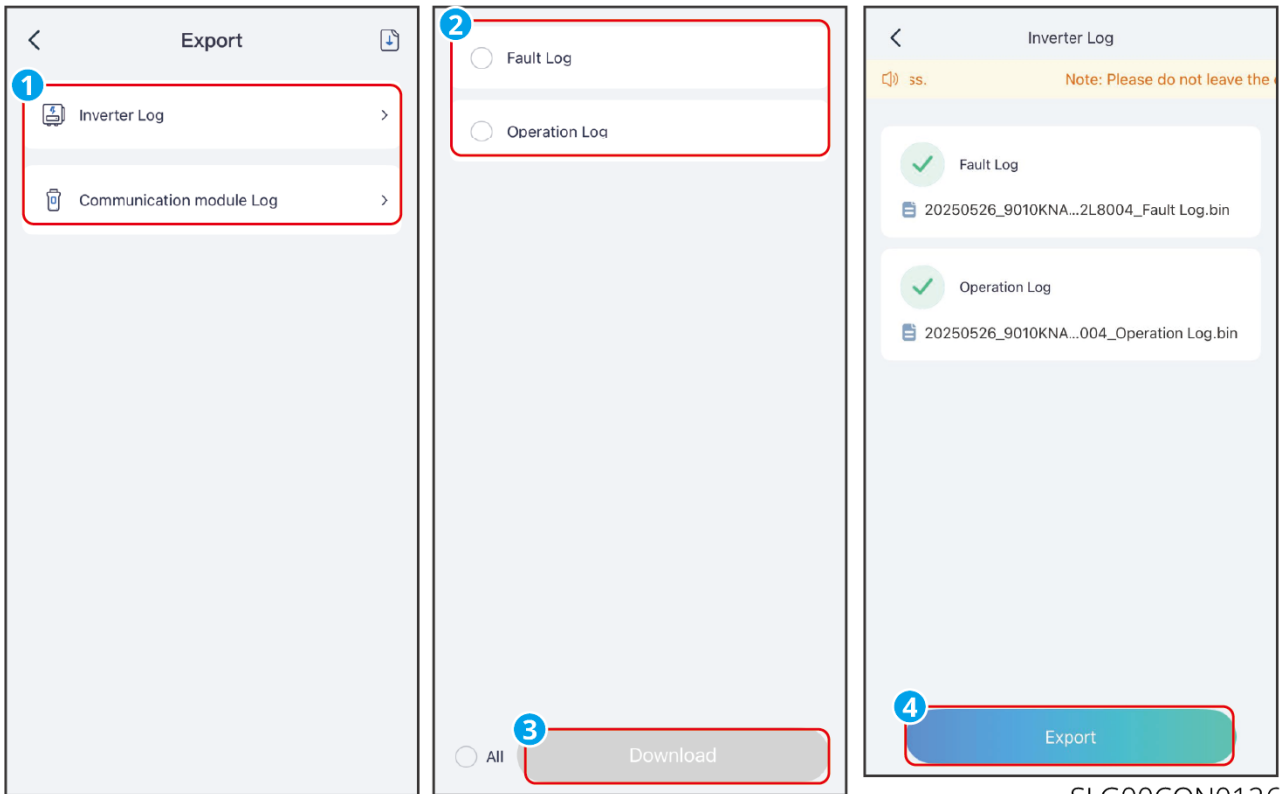 Export
1
Inverter Log
Communication module Log
2
Fault Log
Operation Log
3
All
Download
Inverter Log
ss. Note: Please do not leave the
Fault Log
20250526_9010KNA...2L8004_Fault Log.bin
Operation Log
20250526_9010KNA...004_Operation Log.bin
4
Export